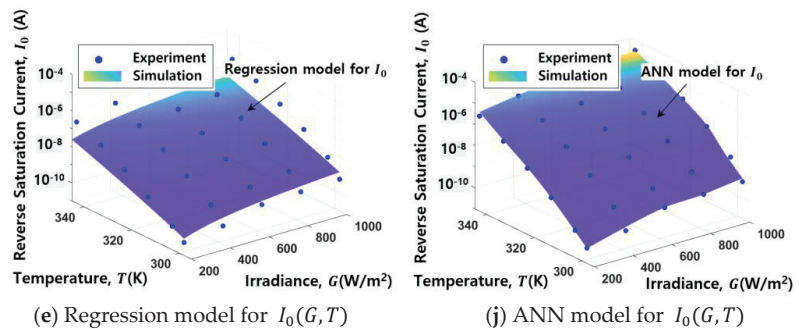 Reverse Saturation Current, I₀ (A)
Experiment
Simulation
Regression model for I₀
10⁻⁴
10⁻⁶
10⁻⁸
10⁻¹⁰
340
320
300
200
400
600
800
1000
Temperature, T(K)
Irradiance, G(W/m²)
(e) Regression model for I₀(G,T)
Reverse Saturation Current, I₀ (A)
Experiment
Simulation
ANN model for I₀
10⁻⁴
10⁻⁶
10⁻⁸
10⁻¹⁰
340
320
300
200
400
600
800
1000
Temperature, T(K)
Irradiance, G(W/m²)
(j) ANN model for I₀(G,T)